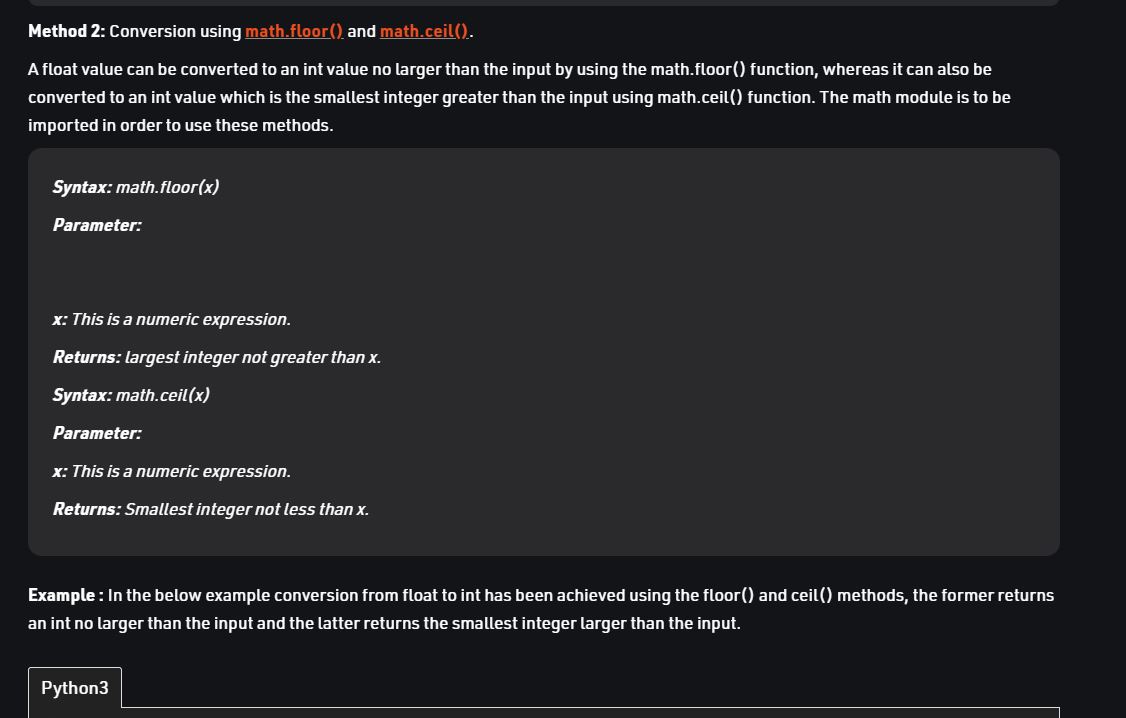 Method 2: Conversion using math.floor() and math.ceil().
A float value can be converted to an int value no larger than the input by using the math.floor() function, whereas it can also be
converted to an int value which is the smallest integer greater than the input using math.ceil() function. The math module is to be
imported in order to use these methods.
Syntax: math.floor(x)
Parameter:
x: This is a numeric expression.
Returns: largest integer not greater than x.
Syntax: math.ceil(x)
Parameter:
x: This is a numeric expression.
Returns: Smallest integer not less than x.
Example : In the below example conversion from float to int has been achieved using the floor() and ceil() methods, the former returns
an int no larger than the input and the latter returns the smallest integer larger than the input.
Python3